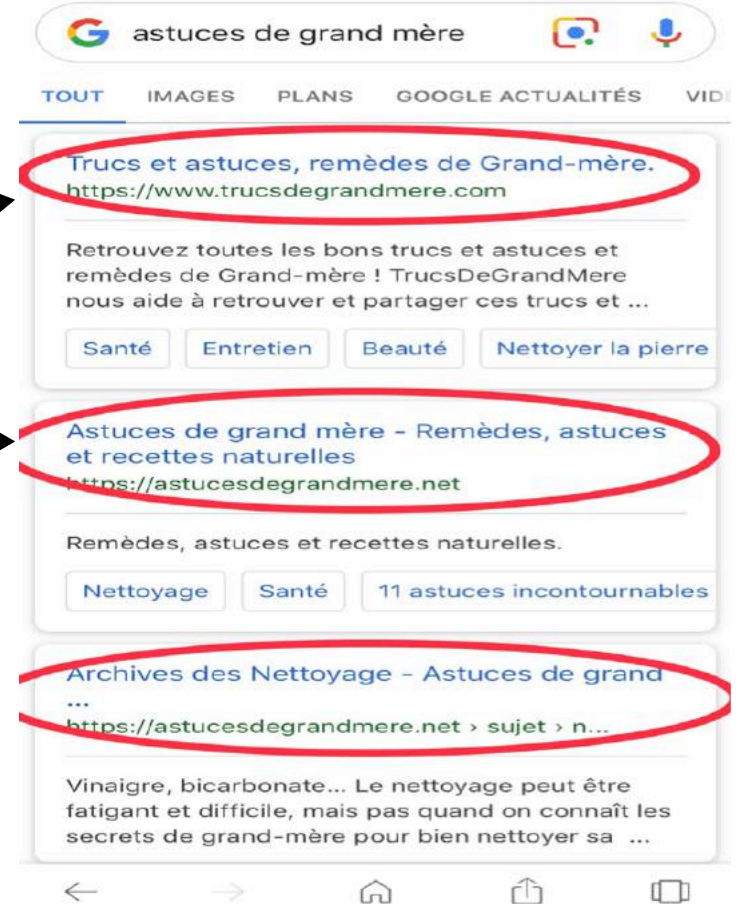 astuces de grand mère
TOUT IMAGES PLANS GOOGLE ACTUALITÉS VID
Trucs et astuces, remèdes de Grand-mère.
https://www.trucsdegrandmere.com
Retrouvez toutes les bons trucs et astuces et
remèdes de Grand-mère ! TrucsDeGrandMere
nous aide à retrouver et partager ces trucs et ...
Santé Entretien Beauté Nettoyer la pierre
Astuces de grand mère - Remèdes, astuces
et recettes naturelles
https://astucesdegrandmere.net
Remèdes, astuces et recettes naturelles.
Nettoyage Santé 11 astuces incontournables
Archives des Nettoyage - Astuces de grand
...
https://astucesdegrandmere.net › sujet › n...
Vinaigre, bicarbonate... Le nettoyage peut être
fatigant et difficile, mais pas quand on connaît les
secrets de grand-mère pour bien nettoyer sa ...